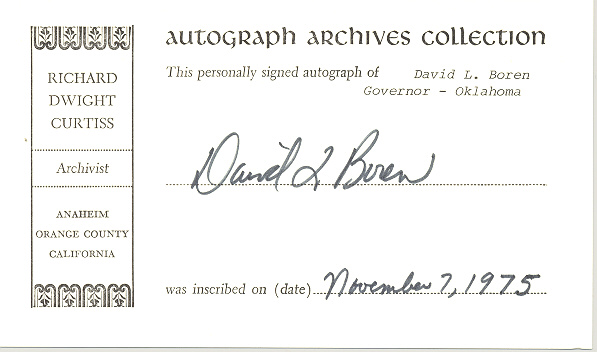 RICHARD
DWIGHT
CURTISS
Archivist
ANAHEIM
ORANGE COUNTY
CALIFORNIA
AUTOGRAPH ARCHIVES COLLECTION
This personally signed autograph of David L. Boren
Governor - Oklahoma
David L Boren
was inscribed on (date) November 7, 1975